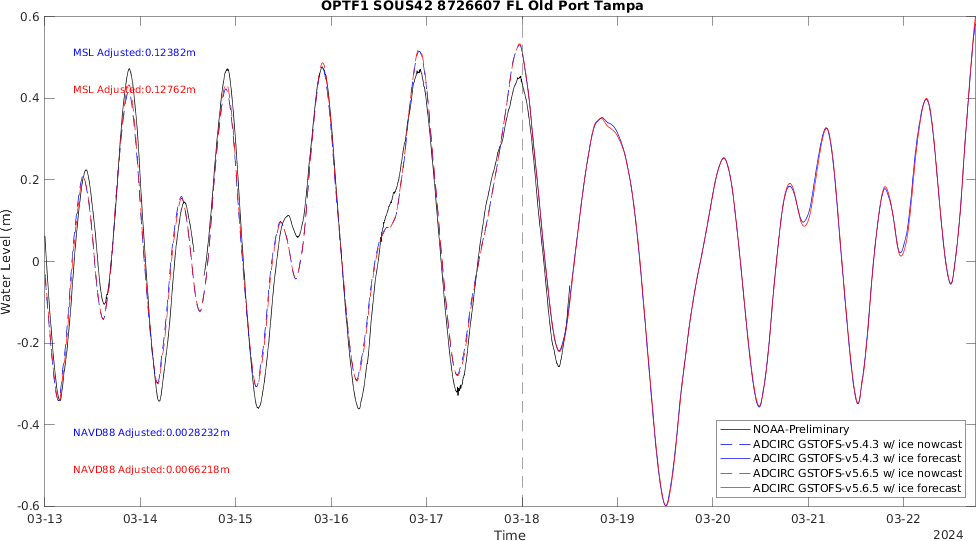 OPTF1 SOUS42 8726607 FL Old Port Tampa
0.6
MSL Adjusted:0.12382m
MSL Adjusted:0.12762m
0.4
0.2
Water Level (m)
0
-0.2
-0.4
NAVD88 Adjusted:0.0028232m
NAVD88 Adjusted:0.0066218m
-0.6
NOAA-Preliminary
ADCIRC GSTOFS-v5.4.3 w/ ice nowcast
ADCIRC GSTOFS-v5.4.3 w/ ice forecast
ADCIRC GSTOFS-v5.6.5 w/ ice nowcast
ADCIRC GSTOFS-v5.6.5 w/ ice forecast
03-13 03-14 03-15 03-16 03-17 03-18 03-19 03-20 03-21 03-22
Time
2024